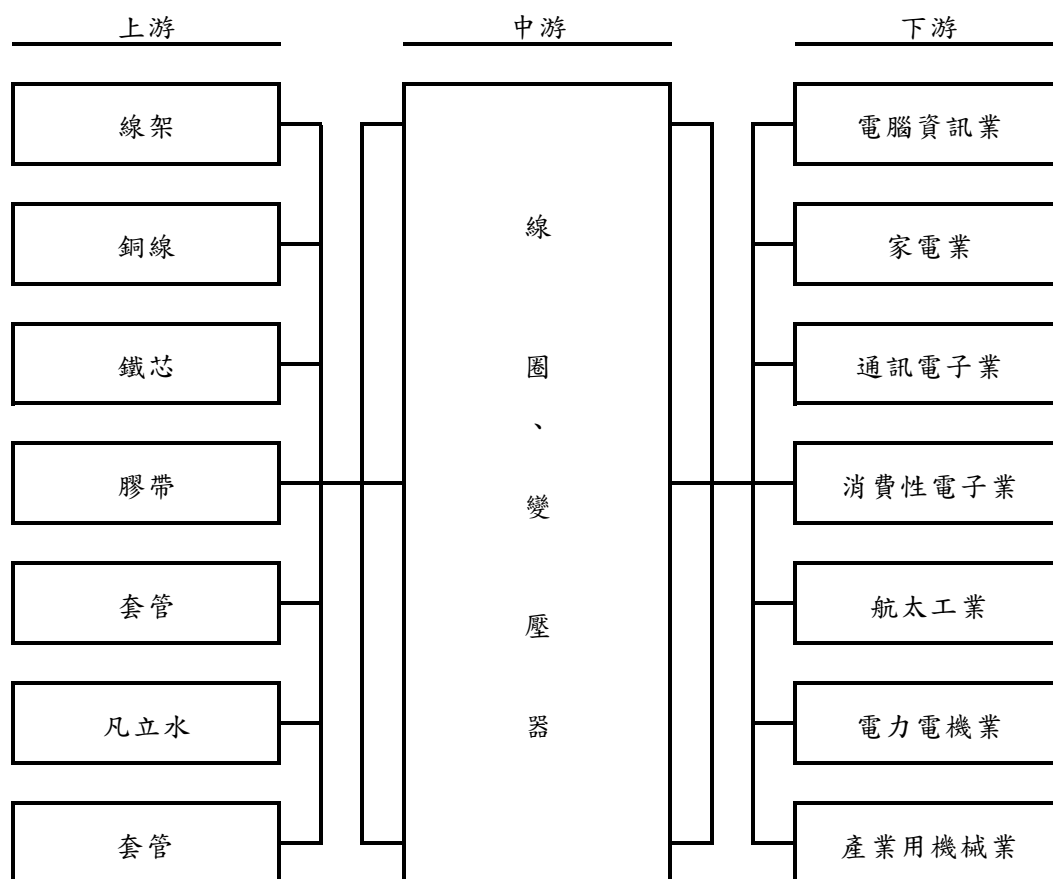 上游
中游
下游
線架
銅線
鐵芯
膠帶
套管
凡立水
套管
線
圈
、
變
壓
器
電腦資訊業
家電業
通訊電子業
消費性電子業
航太工業
電力電機業
產業用機械業